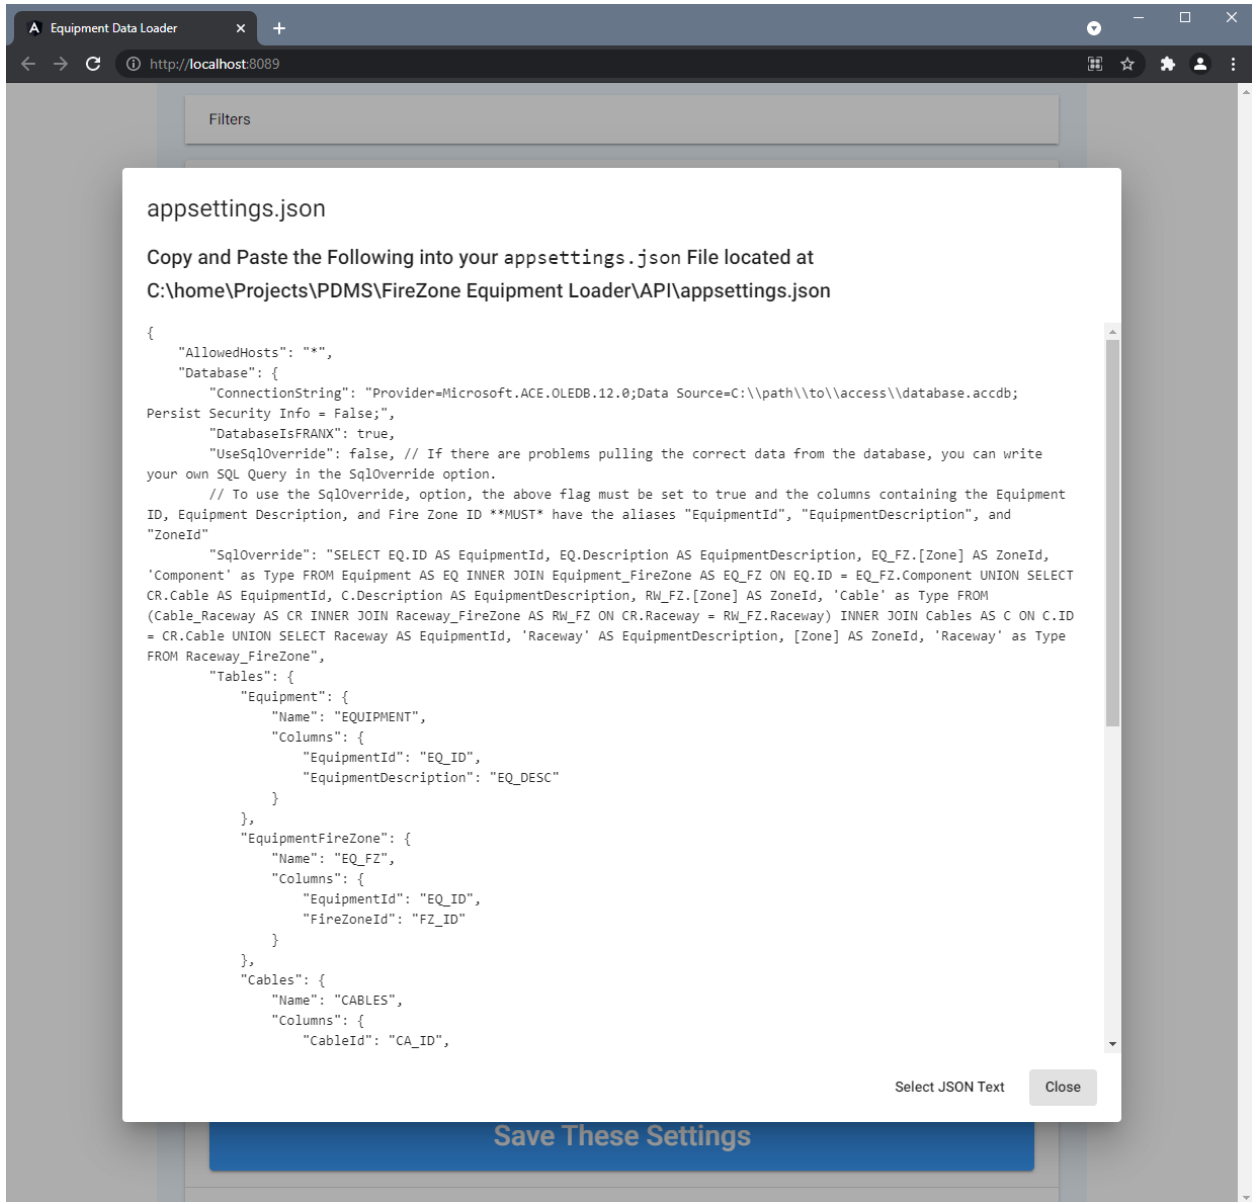 Equipment Data Loader
http://localhost:8089
Filters
appsettings.json
Copy and Paste the Following into your appsettings.json File located at
C:\home\Projects\PDMS\FireZone Equipment Loader\API\appsettings.json
{
"AllowedHosts": "*",
"Database": {
"ConnectionString": "Provider=Microsoft.ACE.OLEDB.12.0;Data Source=C:\\path\\to\\access\\database.accdb;
Persist Security Info = False;",
"DatabaseIsFRANX": true,
"UseSqlOverride": false, // If there are problems pulling the correct data from the database, you can write
your own SQL Query in the SqlOverride option.
// To use the SqlOverride, option, the above flag must be set to true and the columns containing the Equipment
ID, Equipment Description, and Fire Zone ID **MUST* have the aliases "EquipmentId", "EquipmentDescription", and
"ZoneId"
"SqlOverride": "SELECT EQ.ID AS EquipmentId, EQ.Description AS EquipmentDescription, EQ_FZ.[Zone] AS ZoneId,
'Component' as Type FROM Equipment AS EQ INNER JOIN Equipment_FireZone AS EQ_FZ ON EQ.ID = EQ_FZ.Component UNION SELECT
CR.Cable AS EquipmentId, C.Description AS EquipmentDescription, RW_FZ.[Zone] AS ZoneId, 'Cable' as Type FROM
(Cable_Raceway AS CR INNER JOIN Raceway_FireZone AS RW_FZ ON CR.Raceway = RW_FZ.Raceway) INNER JOIN Cables AS C ON C.ID
= CR.Cable UNION SELECT Raceway AS EquipmentId, 'Raceway' AS EquipmentDescription, [Zone] AS ZoneId, 'Raceway' as Type
FROM Raceway_FireZone",
"Tables": {
"Equipment": {
"Name": "EQUIPMENT",
"Columns": {
"EquipmentId": "EQ_ID",
"EquipmentDescription": "EQ_DESC"
}
},
"EquipmentFireZone": {
"Name": "EQ_FZ",
"Columns": {
"EquipmentId": "EQ_ID",
"FireZoneId": "FZ_ID"
}
},
"Cables": {
"Name": "CABLES",
"Columns": {
"CableId": "CA_ID",
Select JSON Text
Close
Save These Settings